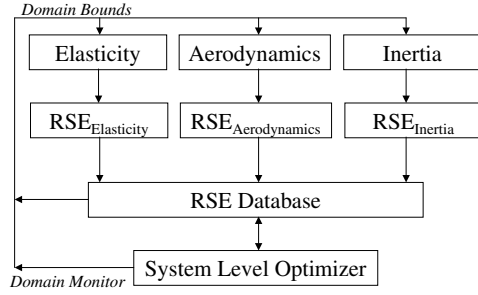 Domain Bounds
Elasticity Aerodynamics Inertia
RSE_Elasticity RSE_Aerodynamics RSE_Inertia
RSE Database
System Level Optimizer
Domain Monitor